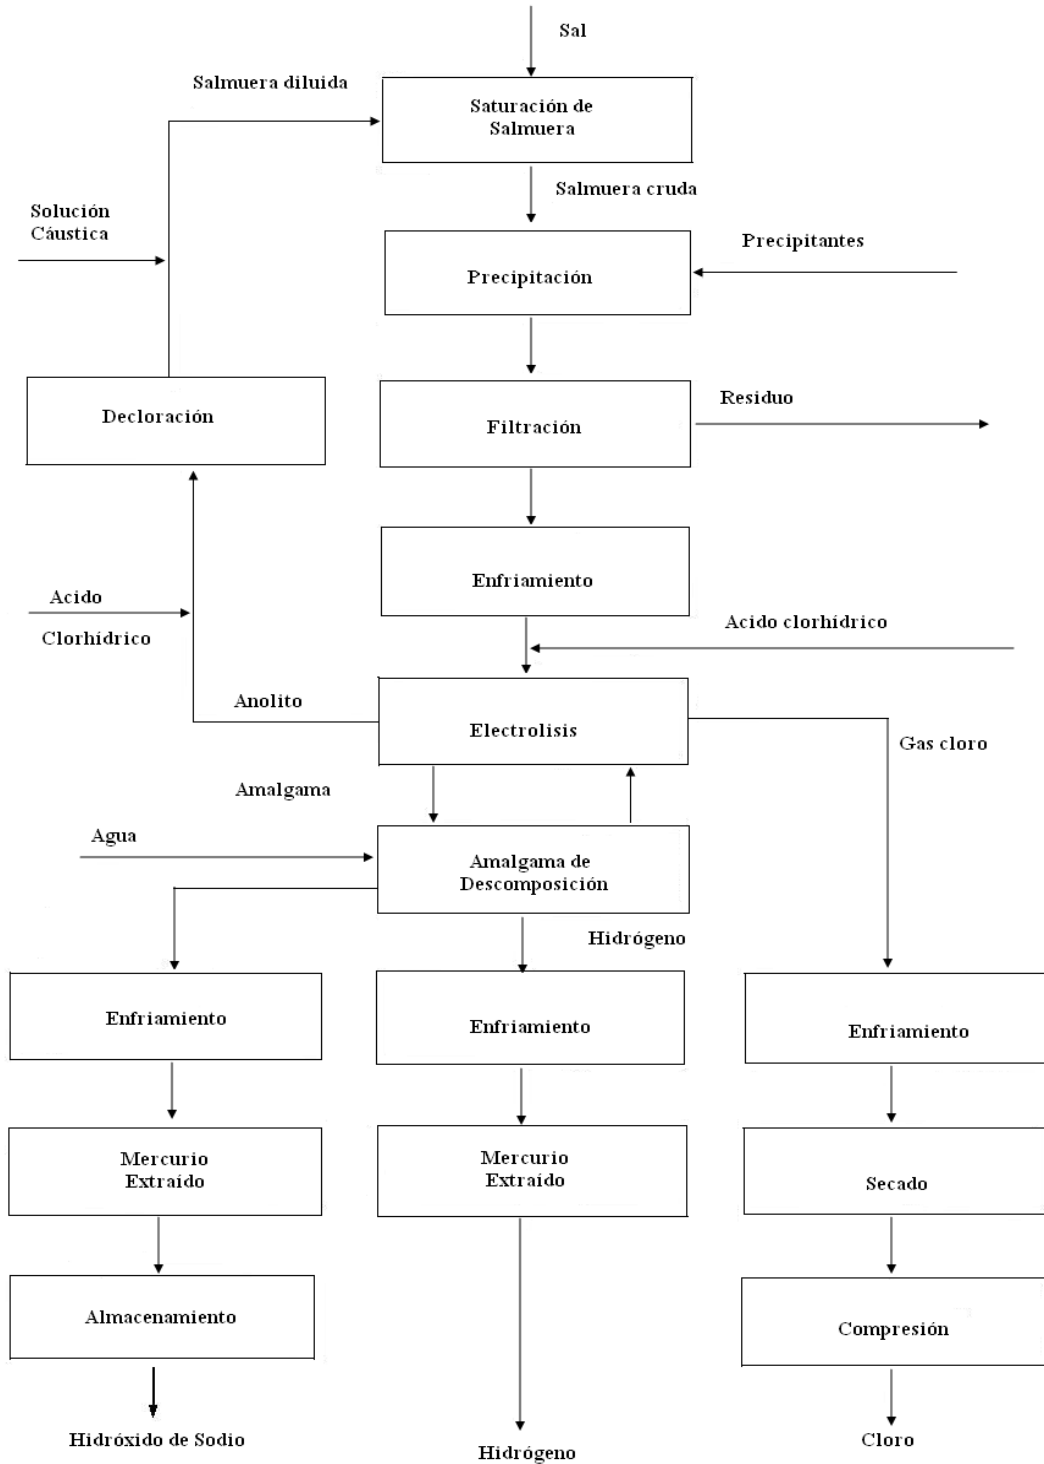 Sal
Salmuera diluida
Saturación de
Salmuera
Salmuera cruda
Solución
Cáustica
Precipitantes
Precipitación
Residuo
Decloración
Filtración
Enfriamiento
Acido
Clorhídrico
Acido clorhídrico
Anolito
Electrolisis
Gas cloro
Amalgama
Agua
Amalgama de
Descomposición
Hidrógeno
Enfriamiento
Enfriamiento
Enfriamiento
Mercurio
Extraído
Mercurio
Extraído
Secado
Almacenamiento
Compresión
Hidróxido de Sodio
Hidrógeno
Cloro